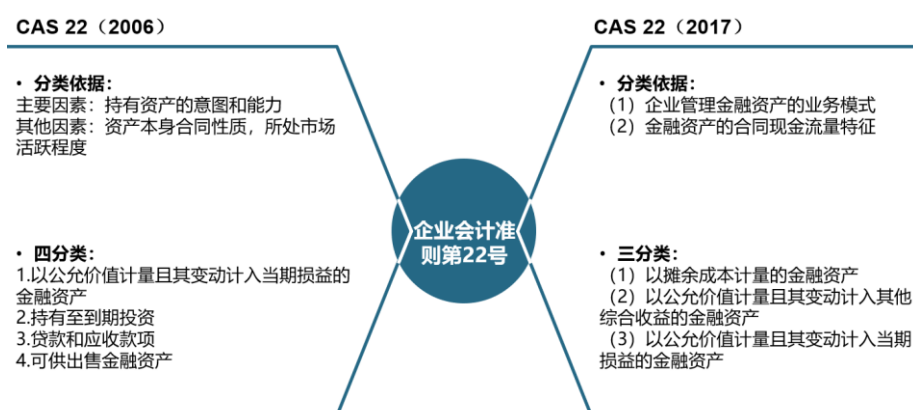 CAS 22（2006）
• 分类依据：
主要因素：持有资产的意图和能力
其他因素：资产本身合同性质，所处市场
活跃程度
• 四分类：
1.以公允价值计量且其变动计入当期损益的
金融资产
2.持有至到期投资
3.贷款和应收款项
4.可供出售金融资产
企业会计准
则第22号
CAS 22（2017）
• 分类依据：
（1）企业管理金融资产的业务模式
（2）金融资产的合同现金流量特征
• 三分类：
（1）以摊余成本计量的金融资产
（2）以公允价值计量且其变动计入其他
综合收益的金融资产
（3）以公允价值计量且其变动计入当期
损益的金融资产